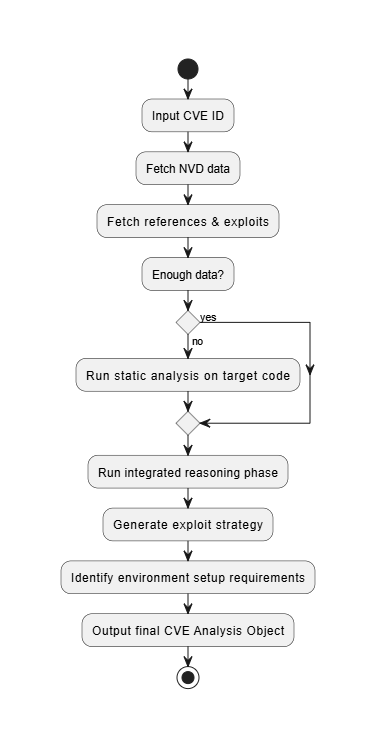 Input CVE ID
Fetch NVD data
Fetch references & exploits
Enough data?
yes
no
Run static analysis on target code
Run integrated reasoning phase
Generate exploit strategy
Identify environment setup requirements
Output final CVE Analysis Object